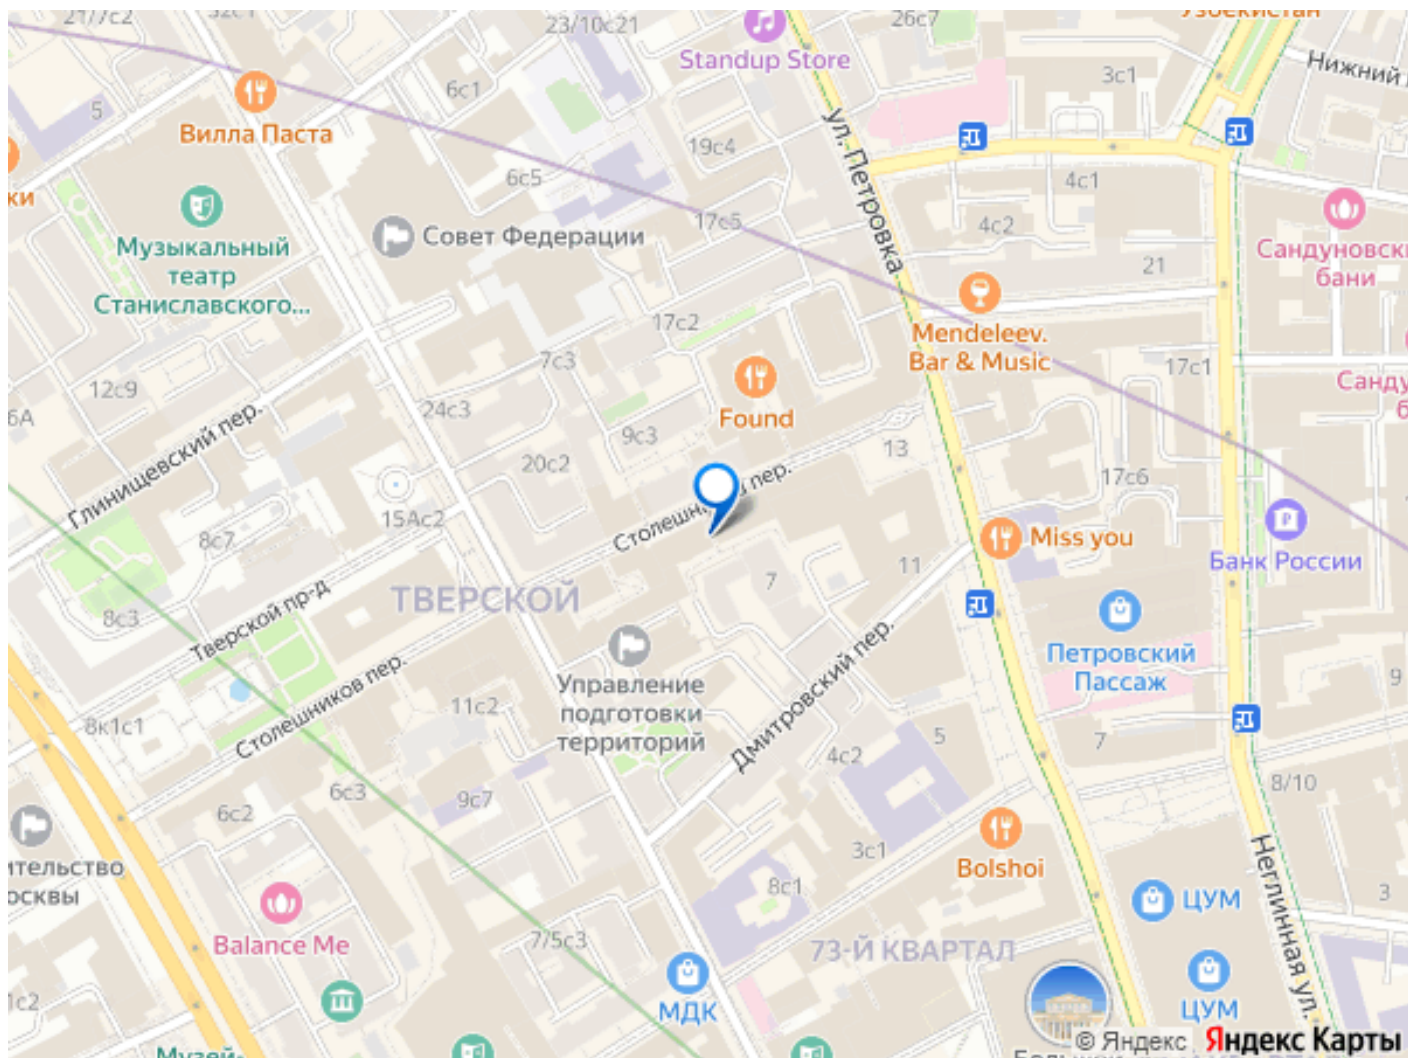 21/7с2
32с1
23/10с21
26с7
Узбекистан
Standup Store
Нижний
3с1
6с1
5
Вилла Паста
ул. Петровка
19с4
6с5
4с1
ки
17с5
4с2
Совет Федерации
Музыкальный
театр
Станиславского...
Сандуновск
бани
21
17с2
Mendeleev.
Bar & Music
7с3
17с1
12с9
Санду
б
6А
24с3
Found
Глинищевский пер.
9с3
13
20с2
17с6
Столешников пер.
15Ас2
8с7
Miss you
Банк России
11
7
ТВЕРСКОЙ
8с3
Тверской пр-д
Дмитровский пер.
Петровский
Пассаж
9
Управление
подготовки
территорий
Столешников пер.
11с2
8к1с1
5
7
4с2
6с3
9с7
6с2
8/10
ительство
осквы
3с1
Bolshoi
8с1
ЦУМ
3
Неглинная ул.
Balance Me
7/5с3
73-Й КВАРТАЛ
1с2
МДК
ЦУМ
Музей-
© Яндекс
Яндекс Карты